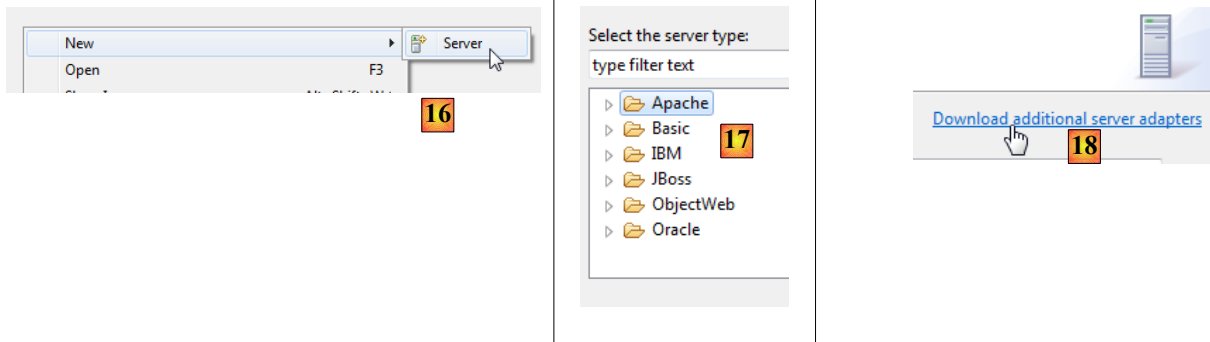 New
Server
Open F3
16
Select the server type:
type filter text
Apache
Basic
17
IBM
JBoss
ObjectWeb
Oracle
Download additional server adapters
18